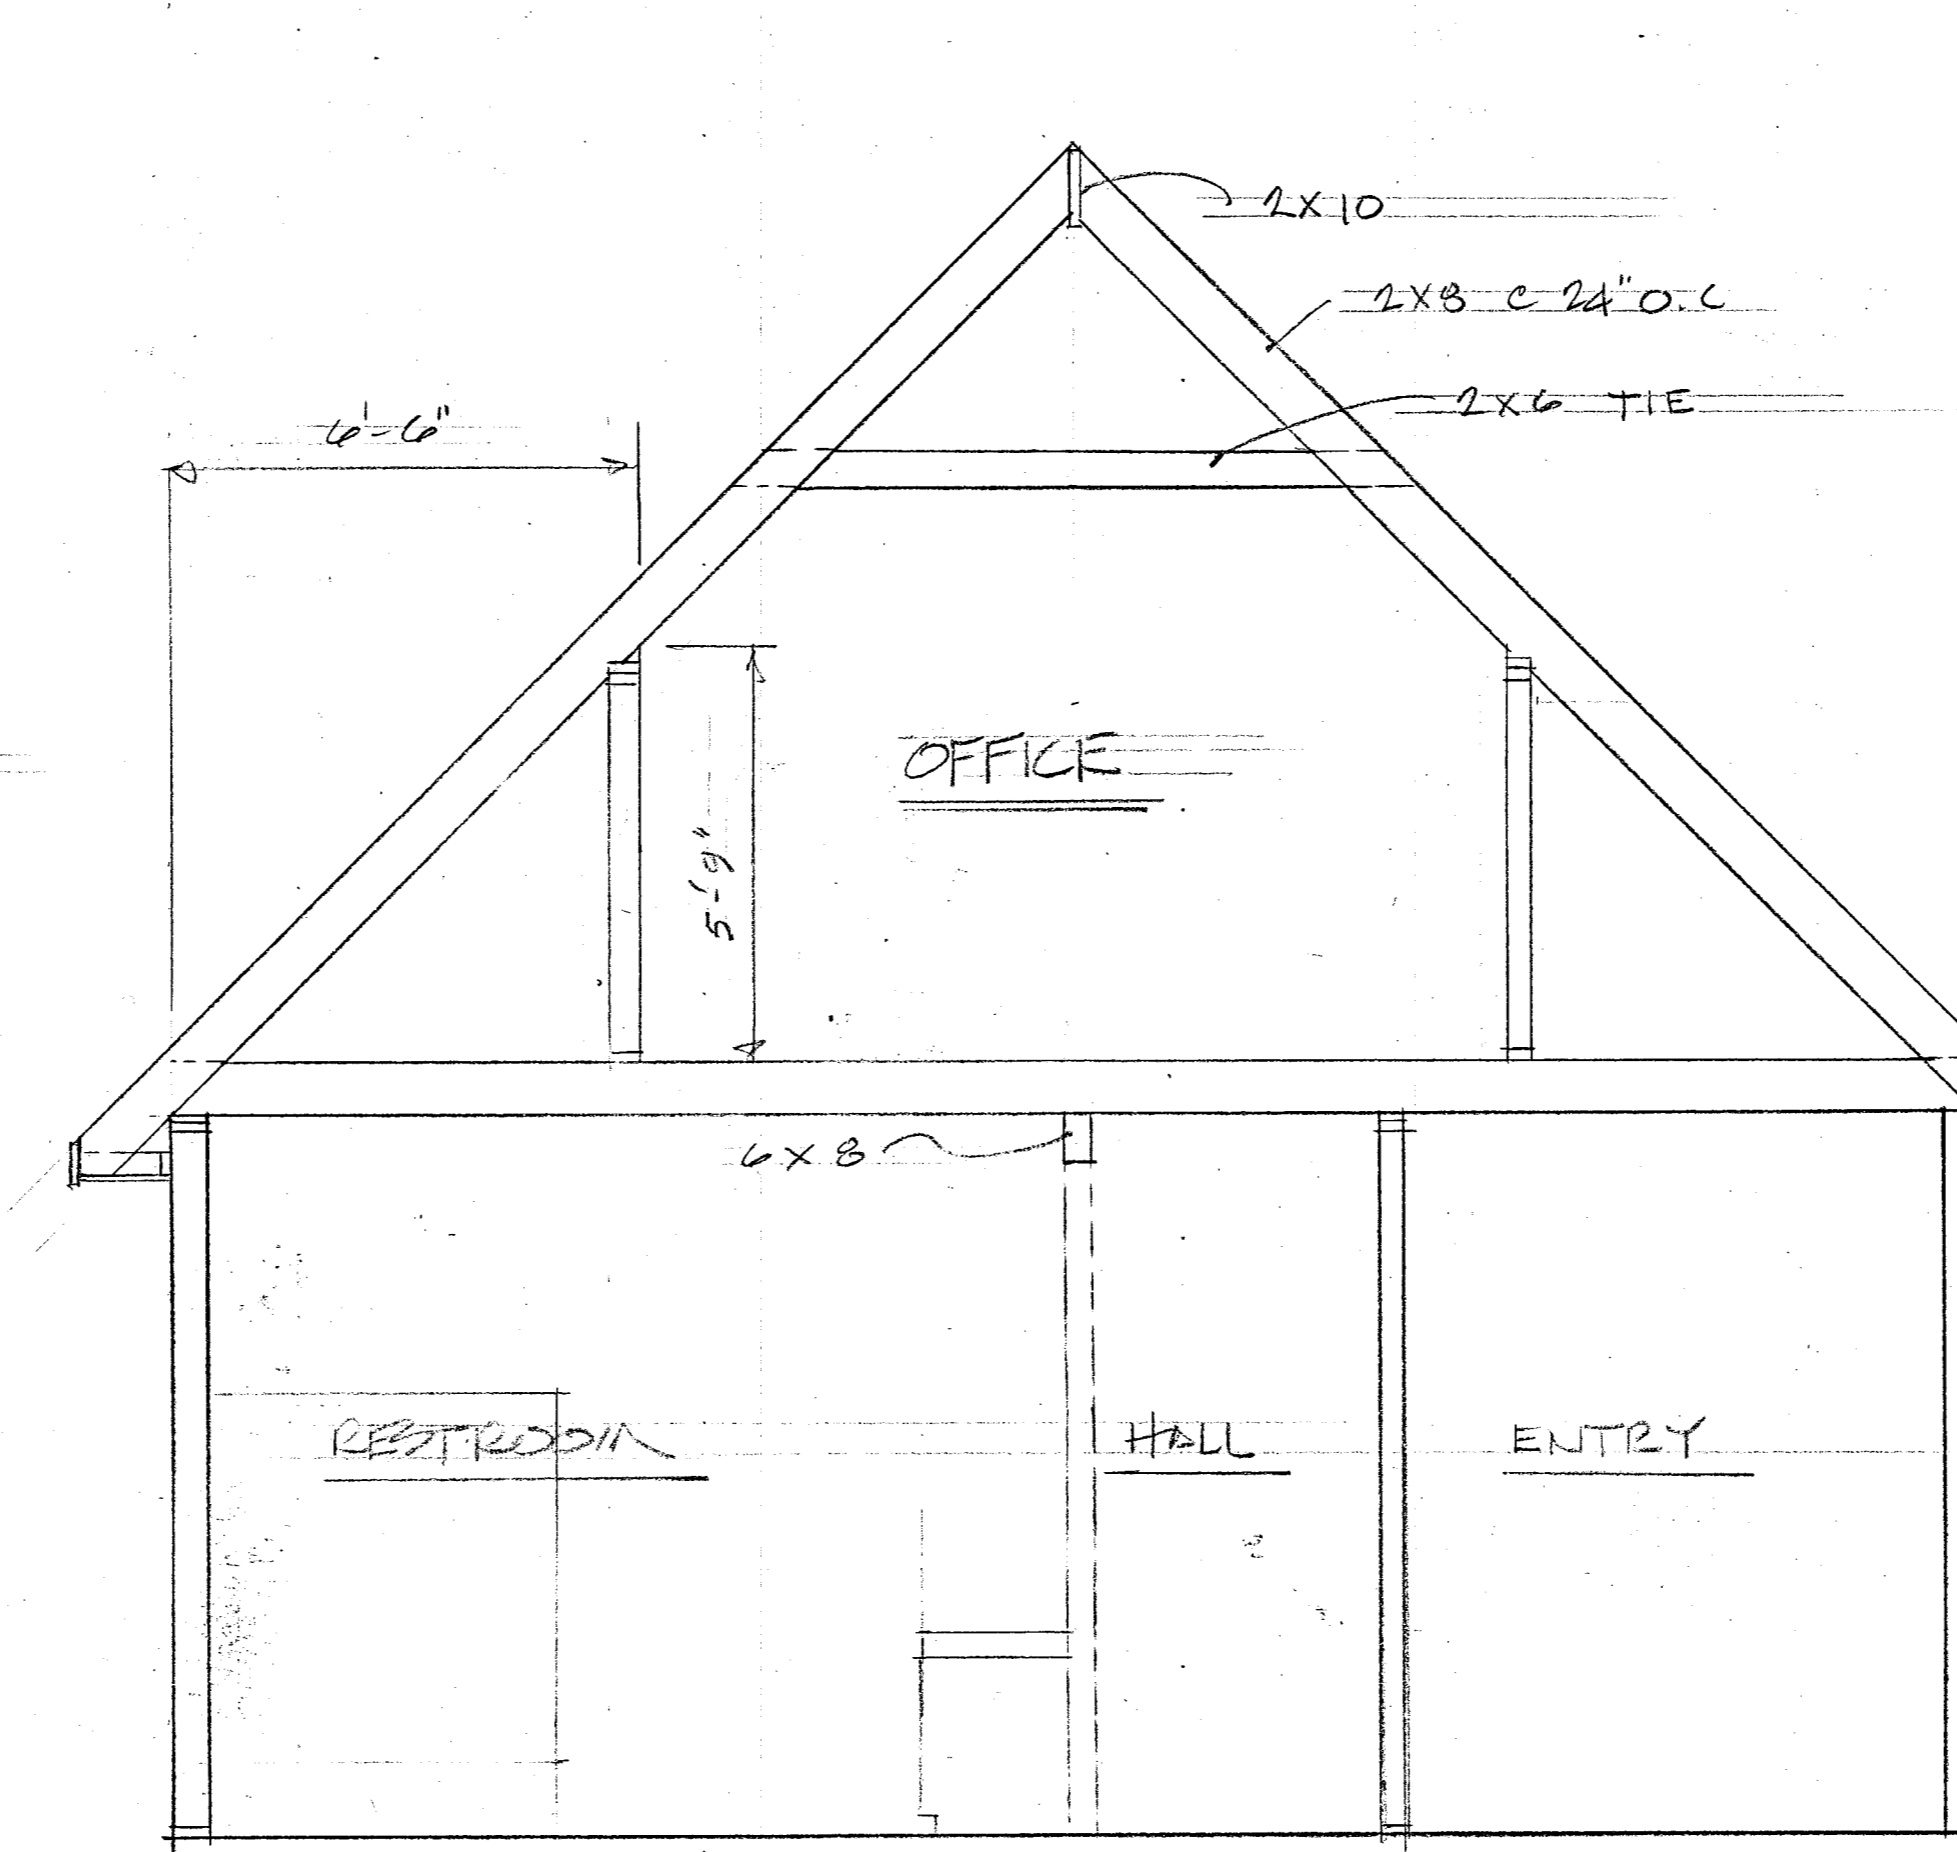 2X10
2X8 C 24" O.C
2X6 TIE
6'-6"
OFFICE
5'-9"
6X8
RESTROOM
HALL
ENTRY